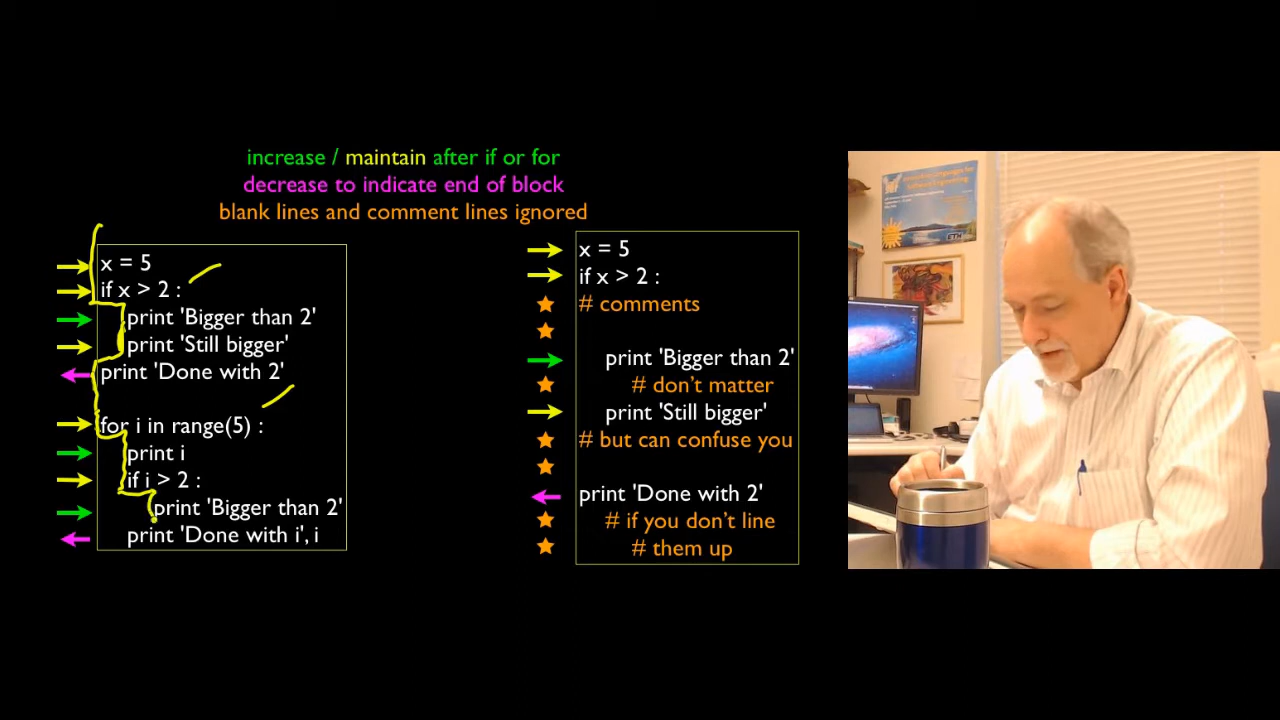 increase / maintain after if or for
decrease to indicate end of block
blank lines and comment lines ignored
x = 5
if x > 2 :
print 'Bigger than 2'
print 'Still bigger'
print 'Done with 2'
for i in range(5) :
print i
if i > 2 :
print 'Bigger than 2'
print 'Done with i', i
x = 5
if x > 2 :
# comments
print 'Bigger than 2'
# don't matter
print 'Still bigger'
# but can confuse you
print 'Done with 2'
# if you don't line
# them up